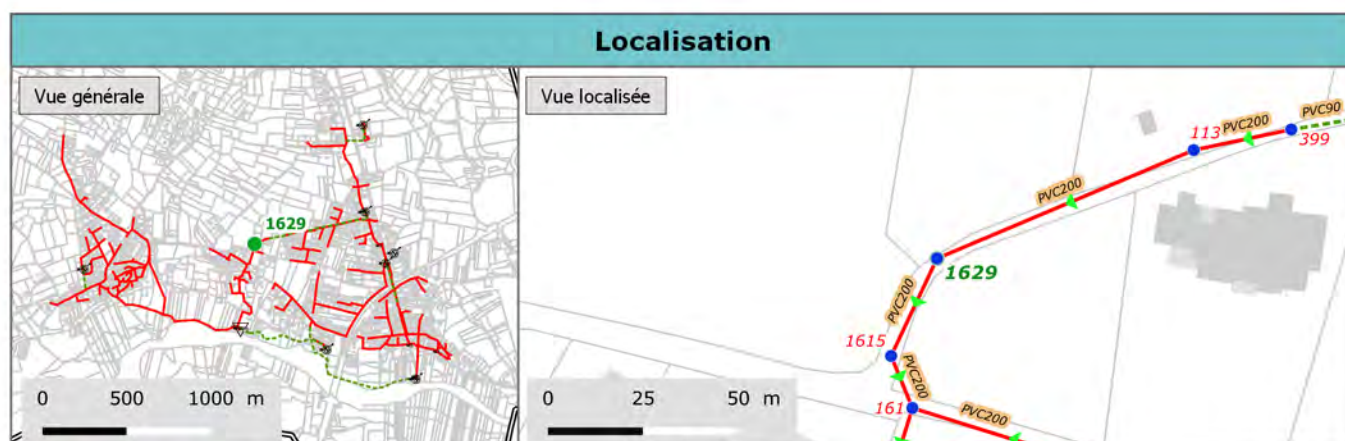 Localisation
Vue générale
1629
0 500 1000 m
Vue localisée
PVC90
PVC200
113
399
PVC200
1629
PVC200
1615
PVC200
161
PVC200
0 25 50 m